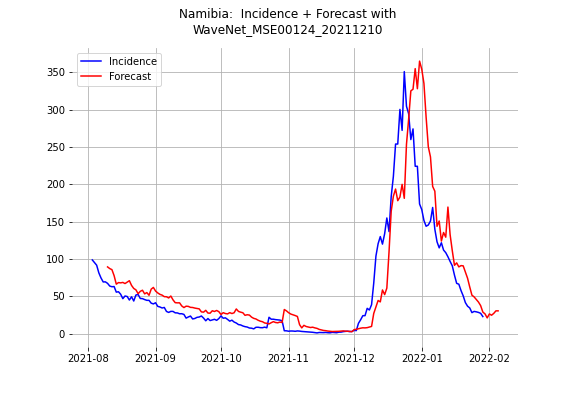 Namibia:  Incidence + Forecast with
WaveNet_MSE00124_20211210
Incidence
Forecast
350
300
250
200
150
100
50
0
2021-08 2021-09 2021-10 2021-11 2021-12 2022-01 2022-02